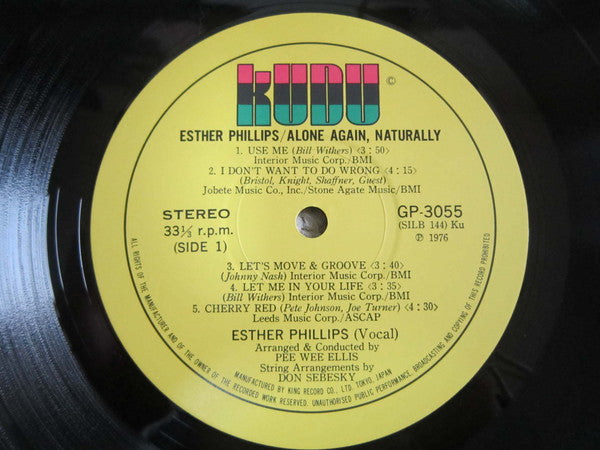 KUDU ©
ESTHER PHILLIPS/ALONE AGAIN, NATURALLY
1. USE ME (Bill Withers) <3 : 50>
Interior Music Corp./BMI
2. I DON'T WANT TO DO WRONG <4 : 15>
(Bristol, Knight, Shaffner, Guest)
Jobete Music Co., Inc./Stone Agate Music/BMI
STEREO
33⅓ r.p.m.
(SIDE 1)
GP-3055
(SILB 144) Ku
℗ 1976
3. LET'S MOVE & GROOVE <3 : 40>
(Johnny Nash) Interior Music Corp./BMI
4. LET ME IN YOUR LIFE <3 : 35>
(Bill Withers) Interior Music Corp./BMI
5. CHERRY RED (Pete Johnson, Joe Turner) <4 : 30>
Leeds Music Corp./ASCAP
ESTHER PHILLIPS (Vocal)
Arranged & Conducted by
PEE WEE ELLIS
String Arrangements by
DON SEBESKY
MANUFACTURED BY KING RECORD CO. LTD. TOKYO, JAPAN
ALL RIGHTS OF THE MANUFACTURER AND OF THE OWNER OF THE RECORDED WORK RESERVED. UNAUTHORISED PUBLIC PERFORMANCE, BROADCASTING AND COPYING OF THIS RECORD PROHIBITED